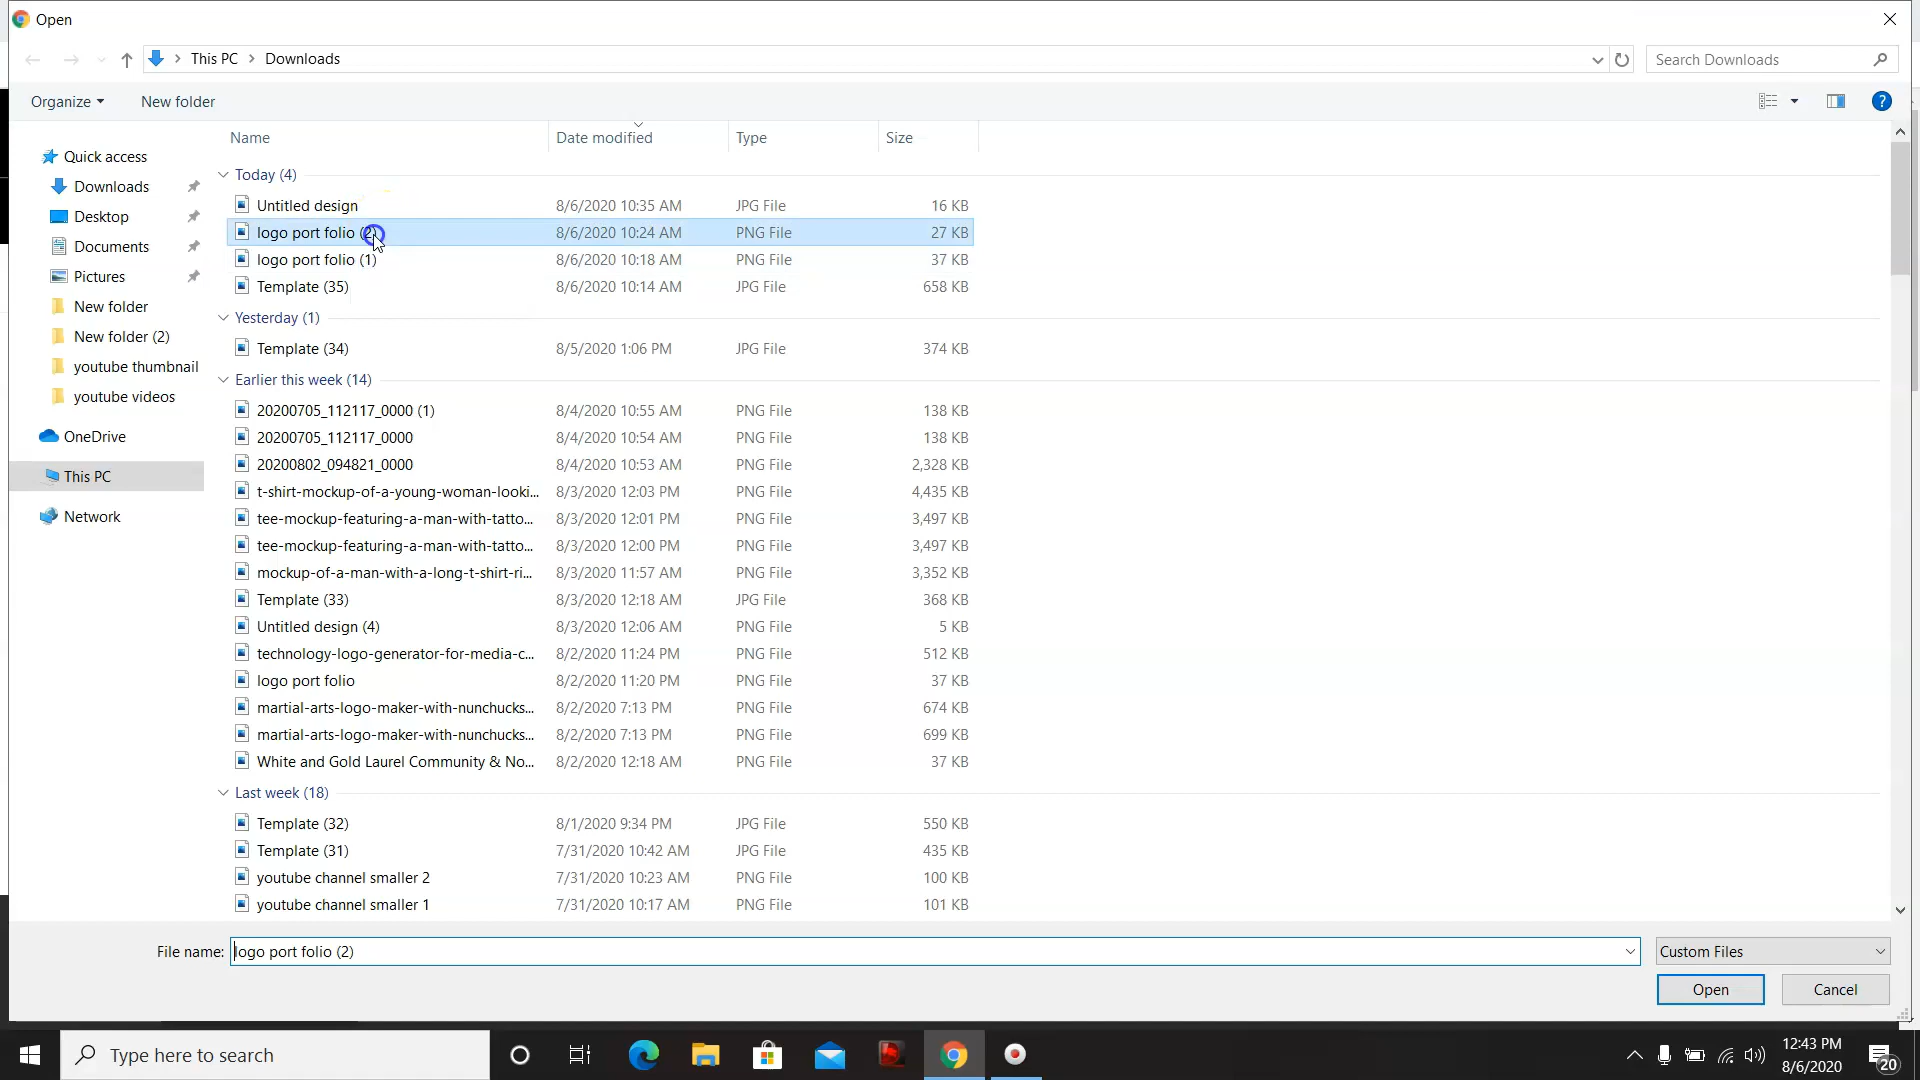 Open
This PC > Downloads
Search Downloads
Organize
New folder
?
Name
Date modified
Type
Size
Quick access
Downloads
Desktop
Documents
Pictures
New folder
New folder (2)
youtube thumbnail
youtube videos
OneDrive
This PC
Network
Today (4)
Untitled design 8/6/2020 10:35 AM JPG File 16 KB
logo port folio (2) 8/6/2020 10:24 AM PNG File 27 KB
logo port folio (1) 8/6/2020 10:18 AM PNG File 37 KB
Template (35) 8/6/2020 10:14 AM JPG File 658 KB
Yesterday (1)
Template (34) 8/5/2020 1:06 PM JPG File 374 KB
Earlier this week (14)
20200705_112117_0000 (1) 8/4/2020 10:55 AM PNG File 138 KB
20200705_112117_0000 8/4/2020 10:54 AM PNG File 138 KB
20200802_094821_0000 8/4/2020 10:53 AM PNG File 2,328 KB
t-shirt-mockup-of-a-young-woman-looki... 8/3/2020 12:03 PM PNG File 4,435 KB
tee-mockup-featuring-a-man-with-tatto... 8/3/2020 12:01 PM PNG File 3,497 KB
tee-mockup-featuring-a-man-with-tatto... 8/3/2020 12:00 PM PNG File 3,497 KB
mockup-of-a-man-with-a-long-t-shirt-ri... 8/3/2020 11:57 AM PNG File 3,352 KB
Template (33) 8/3/2020 12:18 AM JPG File 368 KB
Untitled design (4) 8/3/2020 12:06 AM PNG File 5 KB
technology-logo-generator-for-media-c... 8/2/2020 11:24 PM PNG File 512 KB
logo port folio 8/2/2020 11:20 PM PNG File 37 KB
martial-arts-logo-maker-with-nunchucks... 8/2/2020 7:13 PM PNG File 674 KB
martial-arts-logo-maker-with-nunchucks... 8/2/2020 7:13 PM PNG File 699 KB
White and Gold Laurel Community & No... 8/2/2020 12:18 AM PNG File 37 KB
Last week (18)
Template (32) 8/1/2020 9:34 PM JPG File 550 KB
Template (31) 7/31/2020 10:42 AM JPG File 435 KB
youtube channel smaller 2 7/31/2020 10:23 AM PNG File 100 KB
youtube channel smaller 1 7/31/2020 10:17 AM PNG File 101 KB
File name: logo port folio (2)
Custom Files
Open
Cancel
Type here to search
12:43 PM
8/6/2020
20